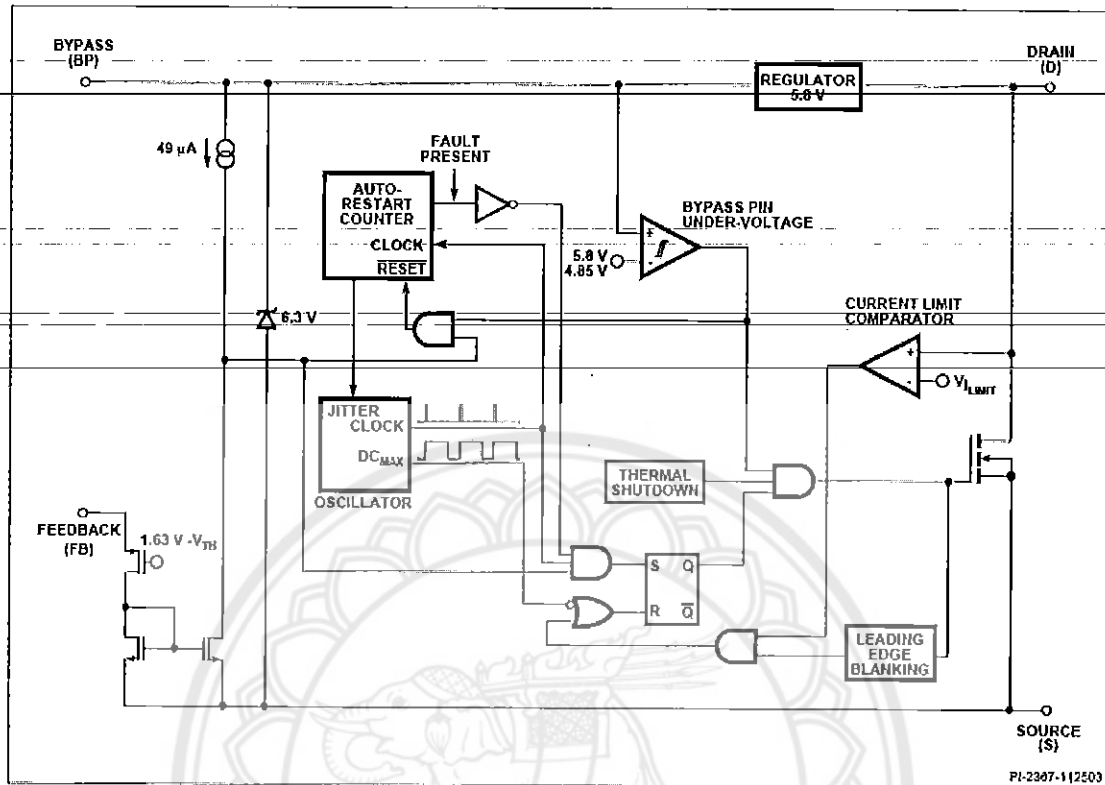 BYPASS
(BP)
DRAIN
(D)
REGULATOR
5.8 V
49 µA
FAULT
PRESENT
AUTO-
RESTART
COUNTER
CLOCK
RESET
BYPASS PIN
UNDER-VOLTAGE
+
-
5.8 V
4.85 V
6.3 V
CURRENT LIMIT
COMPARATOR
+
-
VI LIMIT
JITTER
CLOCK
DCMAX
OSCILLATOR
THERMAL
SHUTDOWN
FEEDBACK
(FB)
1.63 V -VTH
S Q
R Q
LEADING
EDGE
BLANKING
SOURCE
(S)
PI-2367-112503